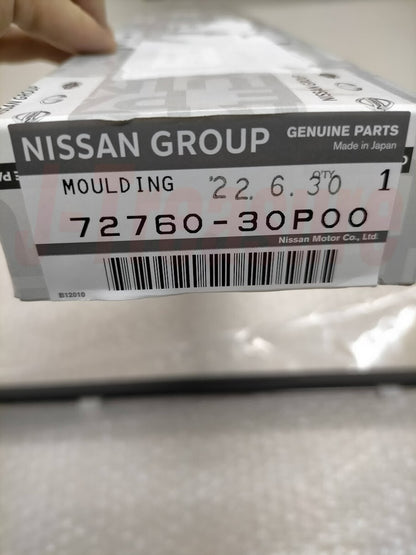 NISSAN GROUP
GENUINE PARTS
Made in Japan
MOULDING
'22. 6. 30
QTY
1
72760-30P00
Nissan Motor Co., Ltd.
B12010